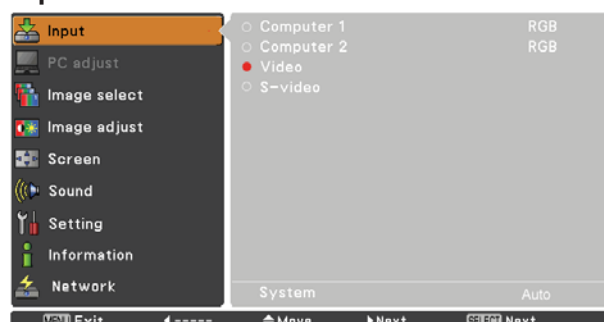 Input
PC adjust
Image select
Image adjust
Screen
Sound
Setting
Information
Network
Computer 1 RGB
Computer 2 RGB
Video
S-video
System Auto
MENU Exit ----- Move Next SELECT Next